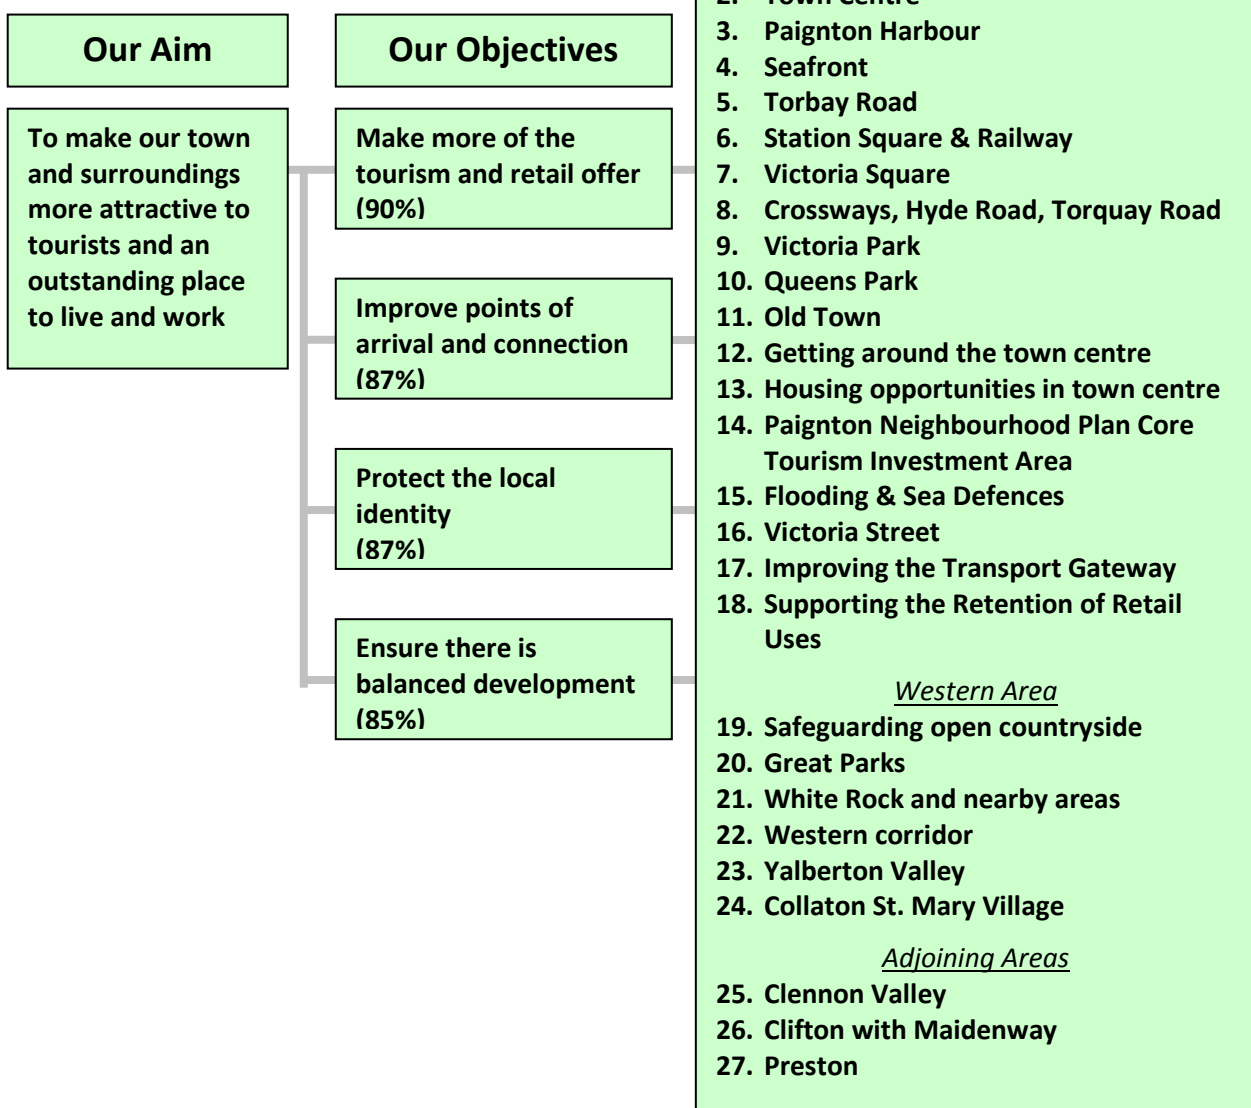 Our Aim
To make our town
and surroundings
more attractive to
tourists and an
outstanding place
to live and work
Our Objectives
Make more of the
tourism and retail offer
(90%)
Improve points of
arrival and connection
(87%)
Protect the local
identity
(87%)
Ensure there is
balanced development
(85%)
2. Town Centre
3. Paignton Harbour
4. Seafront
5. Torbay Road
6. Station Square & Railway
7. Victoria Square
8. Crossways, Hyde Road, Torquay Road
9. Victoria Park
10. Queens Park
11. Old Town
12. Getting around the town centre
13. Housing opportunities in town centre
14. Paignton Neighbourhood Plan Core
Tourism Investment Area
15. Flooding & Sea Defences
16. Victoria Street
17. Improving the Transport Gateway
18. Supporting the Retention of Retail
Uses
Western Area
19. Safeguarding open countryside
20. Great Parks
21. White Rock and nearby areas
22. Western corridor
23. Yalberton Valley
24. Collaton St. Mary Village
Adjoining Areas
25. Clennon Valley
26. Clifton with Maidenway
27. Preston